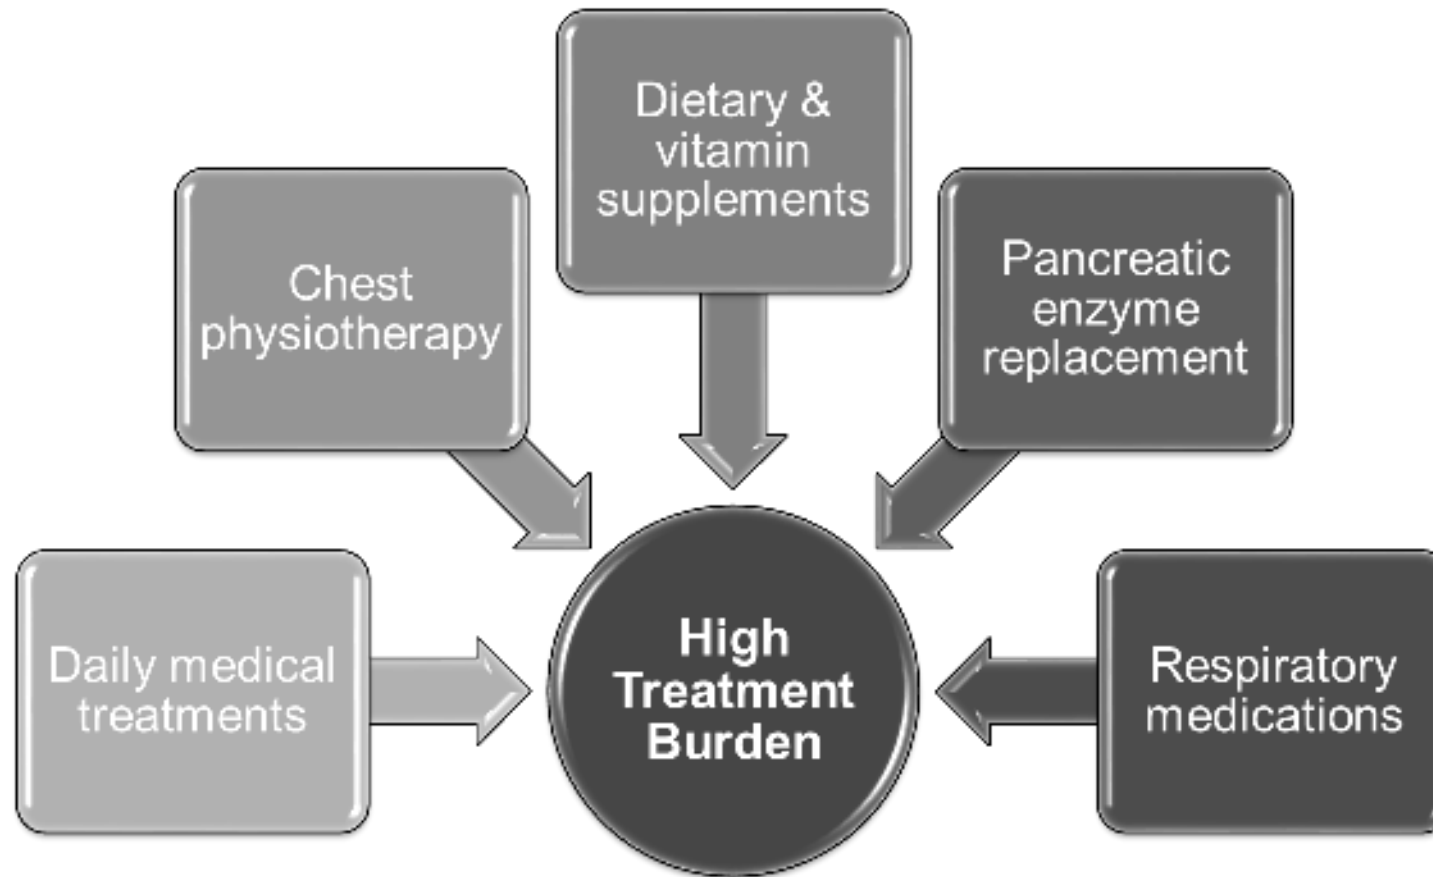 Dietary &
vitamin
supplements
Chest
physiotherapy
Pancreatic
enzyme
replacement
Daily medical
treatments
High
Treatment
Burden
Respiratory
medications